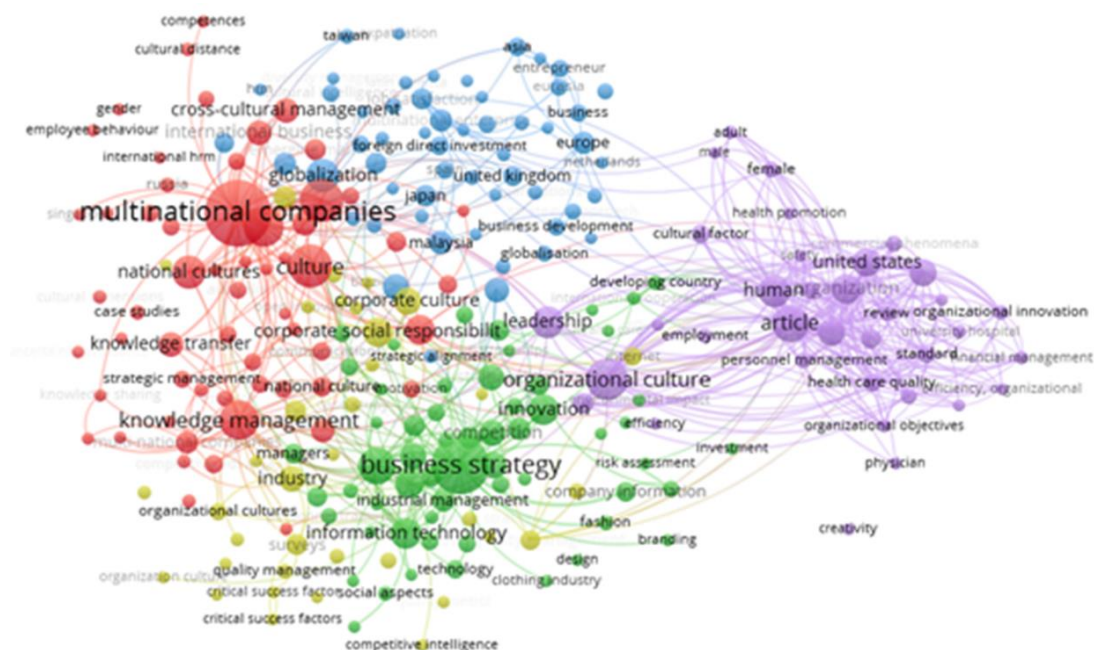 competences
taiwan
cultural distance
asia
entrepreneur
eurasia
gender
cross-cultural management
business
employee behaviour
international business
adult
foreign direct investment
europe
male
international hrm
netherlands
female
globalization
united kingdom
russia
japan
multinational companies
health promotion
business development
cultural factor
malaysia
globalisation
united states
national cultures
culture
developing country
human
corporate culture
case studies
review
organizational innovation
leadership
article
corporate social responsibilit
employment
university hospital
knowledge transfer
strategic alignment
internet
standard
financial management
personnel management
strategic management
national culture
motivation
organizational culture
health care quality
efficiency, organizational
knowledge sharing
innovation
knowledge management
efficiency
organizational objectives
competition
managers
investment
business strategy
risk assessment
physician
industry
company information
industrial management
organizational cultures
fashion
creativity
information technology
branding
surveys
design
quality management
technology
organization culture
clothing industry
critical success factor
social aspects
critical success factors
competitive intelligence